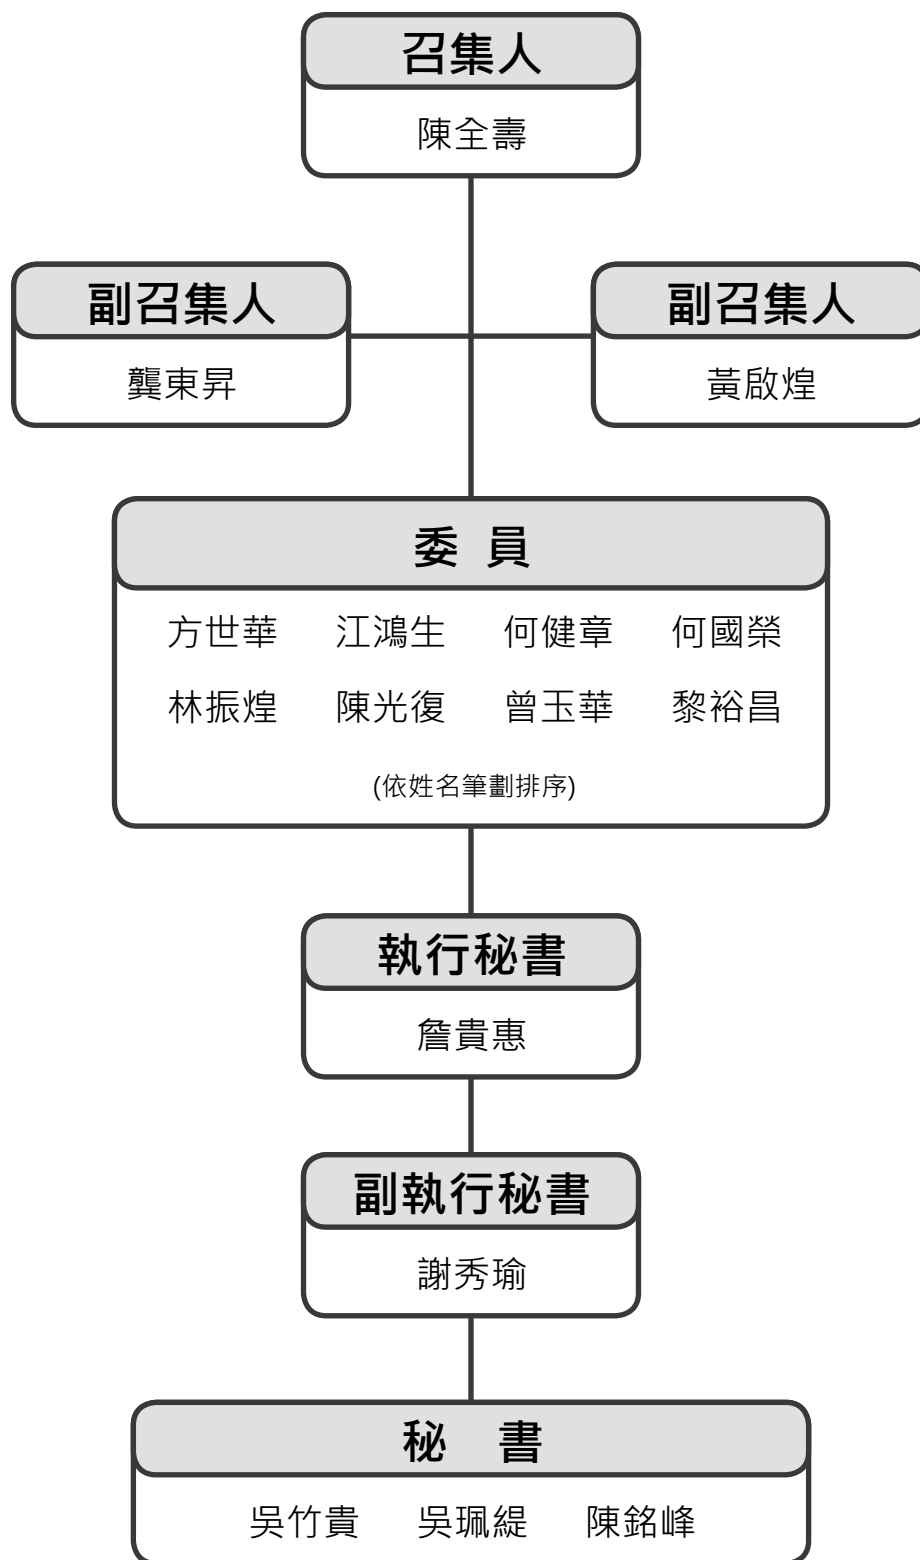 召集人
陳全壽
副召集人 副召集人
龔東昇 黃啟煌
委 員
方世華 江鴻生 何健章 何國榮
林振煌 陳光復 曾玉華 黎裕昌
(依姓名筆劃排序)
執行秘書
詹貴惠
副執行秘書
謝秀瑜
秘 書
吳竹貴 吳珮緹 陳銘峰